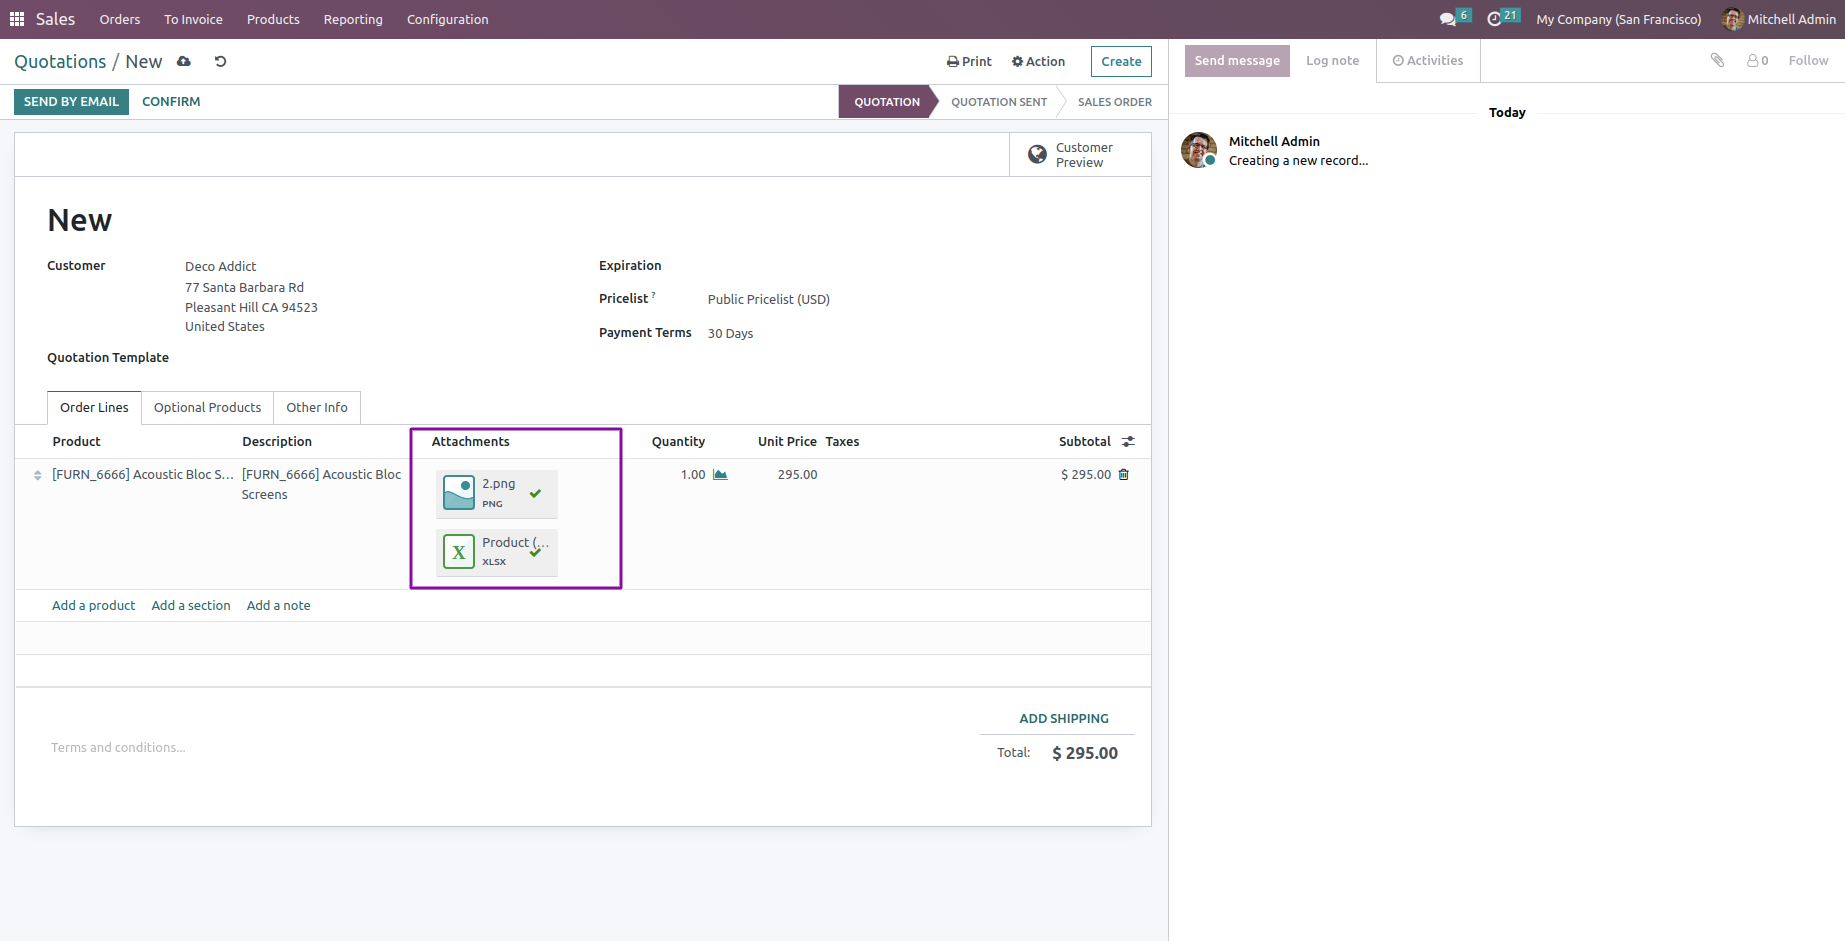 Sales Orders To Invoice Products Reporting Configuration 6 21 My Company (San Francisco) Mitchell Admin
Quotations / New Print Action Create
SEND BY EMAIL CONFIRM QUOTATION QUOTATION SENT SALES ORDER
Customer
Preview
New
Customer Deco Addict
77 Santa Barbara Rd
Pleasant Hill CA 94523
United States
Expiration
Pricelist ? Public Pricelist (USD)
Payment Terms 30 Days
Quotation Template
Order Lines Optional Products Other Info
Product Description Attachments Quantity Unit Price Taxes Subtotal
[FURN_6666] Acoustic Bloc S... [FURN_6666] Acoustic Bloc 1.00 295.00 $ 295.00
Screens
2.png
PNG
X Product (...
XLSX
Add a product Add a section Add a note
ADD SHIPPING
Terms and conditions...
Total: $ 295.00
Send message Log note Activities 0 Follow
Today
Mitchell Admin
Creating a new record...